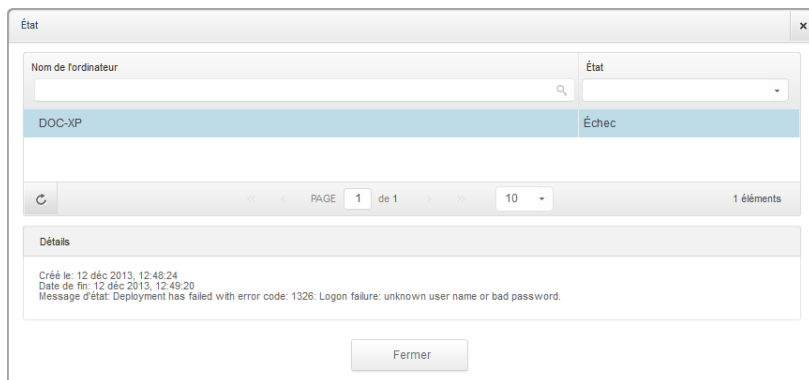 État
Nom de l'ordinateur État
DOC-XP Échec
PAGE 1 de 1 10 1 éléments
Détails
Créé le: 12 déc 2013, 12:48:24
Date de fin: 12 déc 2013, 12:49:20
Message d'état: Deployment has failed with error code: 1326: Logon failure: unknown user name or bad password.
Fermer